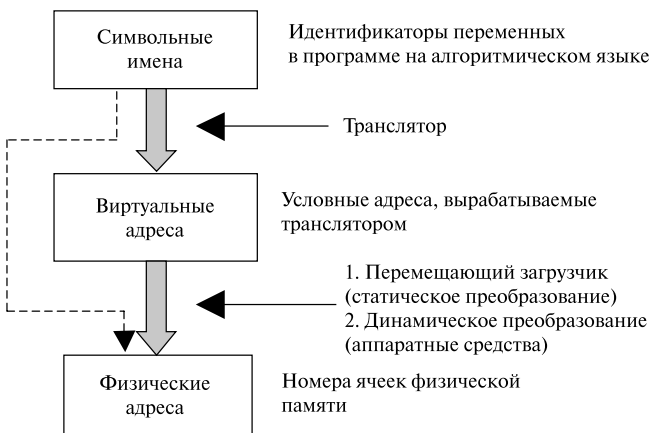 Символьные
имена
Идентификаторы переменных
в программе на алгоритмическом языке
Транслятор
Виртуальные
адреса
Условные адреса, вырабатываемые
транслятором
1. Перемещающий загрузчик
(статическое преобразование)
2. Динамическое преобразование
(аппаратные средства)
Физические
адреса
Номера ячеек физической
памяти